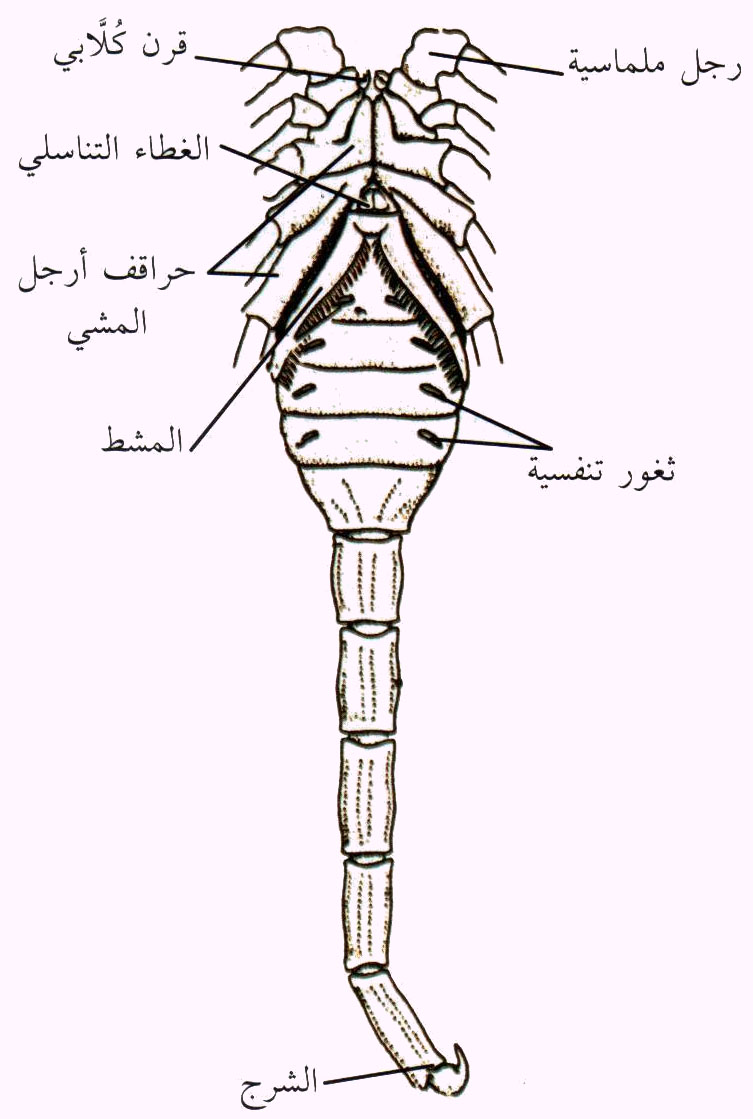 قرن كُلَّابي
رجل ملماسية
الغطاء التناسلي
حراقف أرجل
المشي
المشط
ثغور تنفسية
الشرج